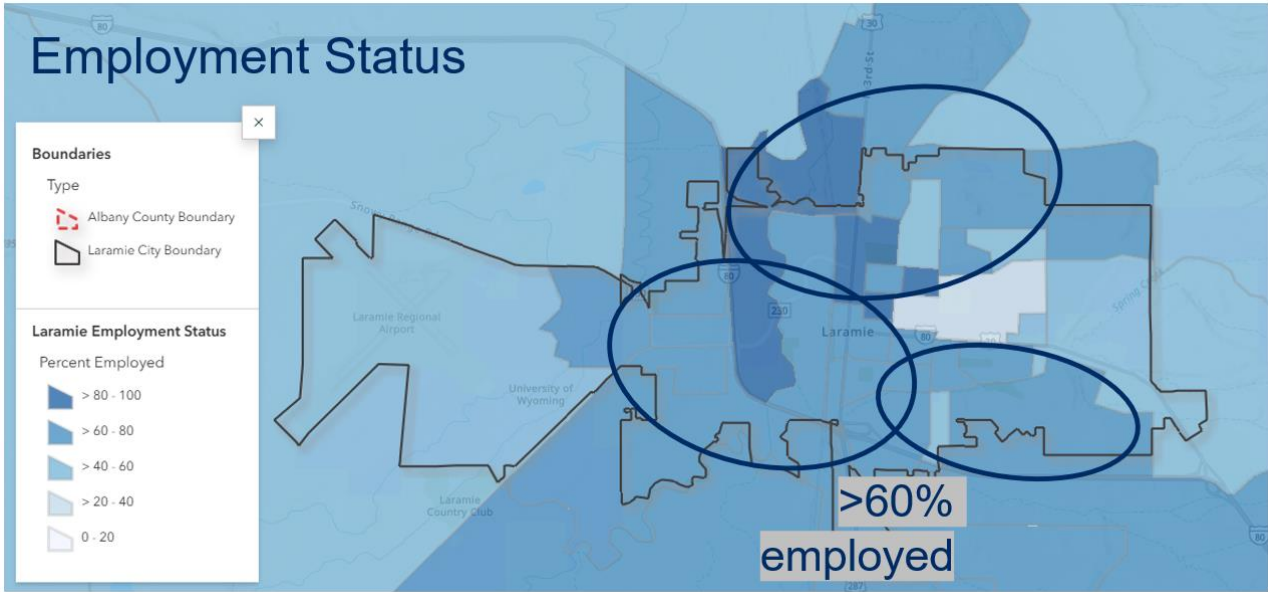 Employment Status
×
Boundaries
Type
Albany County Boundary
Laramie City Boundary
Laramie Employment Status
Percent Employed
> 80 - 100
> 60 - 80
> 40 - 60
> 20 - 40
0 - 20
80
30
3rd-St
Laramie Regional
Airport
University of
Wyoming
Laramie
Country Club
80
230
Laramie
80
Spring Creek
80
287
>60%
employed